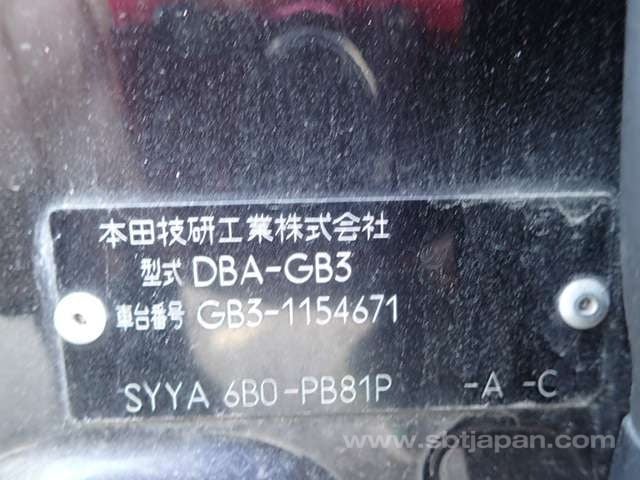 本田技研工業株式会社
型式 DBA-GB3
車台番号 GB3-1154671
SYYA 6B0-PB81P -A -C
www.sbtjapan.com